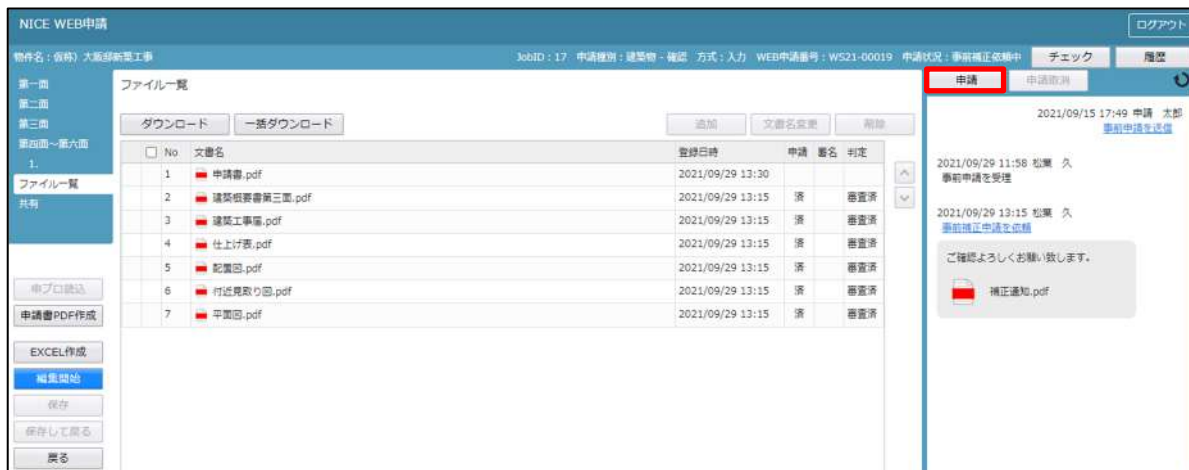 NICE WEB申請
ログアウト
物件名：仮称）大阪邸新築工事
JobID：17 申請種別：建築物 - 確認 方式：入力 WEB申請番号：WS21-00019 申請状況：事前補正依頼中
チェック
履歴
第一面
第二面
第三面
第四面～第六面
1.
ファイル一覧
共有
申プロ読込
申請書PDF作成
EXCEL作成
編集開始
保存
保存して戻る
戻る
ファイル一覧
ダウンロード 一括ダウンロード 追加 文書名変更 削除
No 文書名 登録日時 申請 署名 判定
1 申請書.pdf 2021/09/29 13:30
2 建築概要書第三面.pdf 2021/09/29 13:15 済 審査済
3 建築工事届.pdf 2021/09/29 13:15 済 審査済
4 仕上げ表.pdf 2021/09/29 13:15 済 審査済
5 配置図.pdf 2021/09/29 13:15 済 審査済
6 付近見取り図.pdf 2021/09/29 13:15 済 審査済
7 平面図.pdf 2021/09/29 13:15 済 審査済
申請 申請取消
2021/09/15 17:49 申請 太郎
事前申請を送信
2021/09/29 11:58 松葉 久
事前申請を受理
2021/09/29 13:15 松葉 久
事前補正申請を依頼
ご確認よろしくお願い致します。
補正通知.pdf